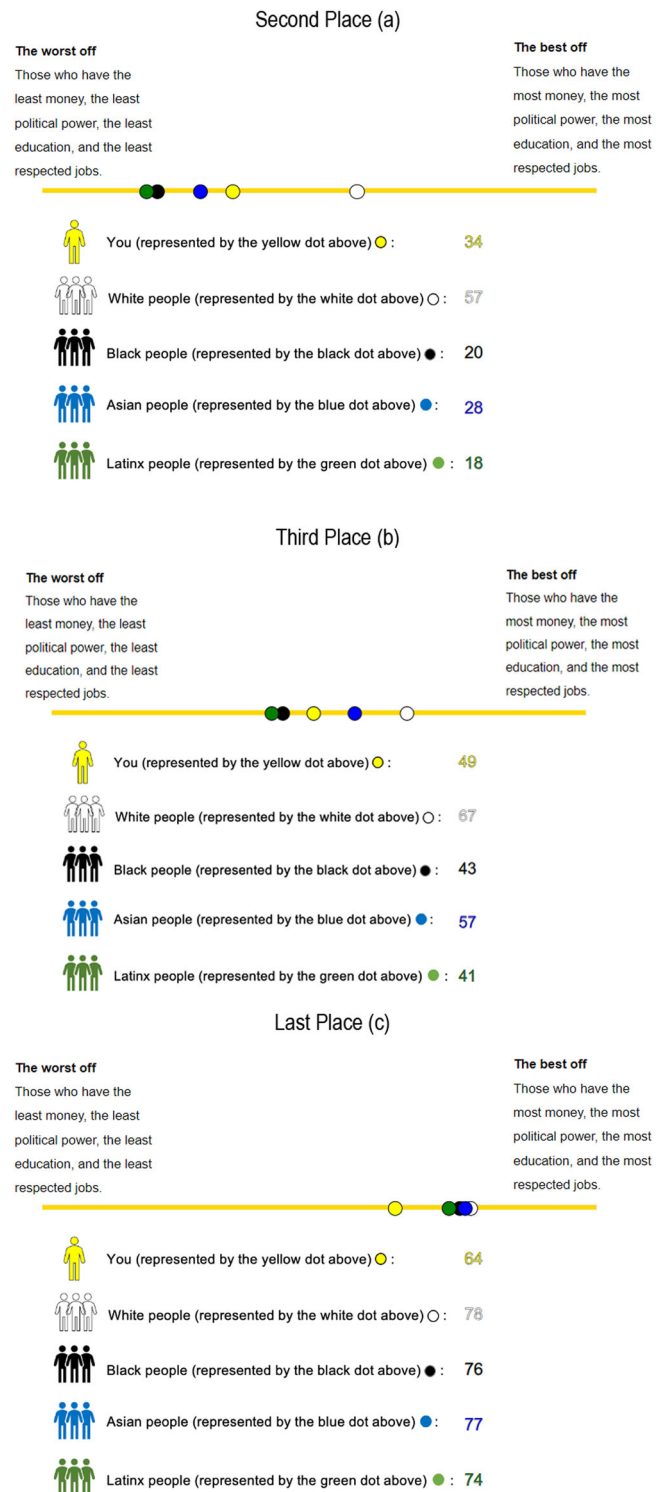 Second Place (a)
The worst off
Those who have the
least money, the least
political power, the least
education, and the least
respected jobs.
The best off
Those who have the
most money, the most
political power, the most
education, and the most
respected jobs.
You (represented by the yellow dot above) : 34
White people (represented by the white dot above) : 57
Black people (represented by the black dot above) : 20
Asian people (represented by the blue dot above) : 28
Latinx people (represented by the green dot above) : 18
Third Place (b)
The worst off
Those who have the
least money, the least
political power, the least
education, and the least
respected jobs.
The best off
Those who have the
most money, the most
political power, the most
education, and the most
respected jobs.
You (represented by the yellow dot above) : 49
White people (represented by the white dot above) : 67
Black people (represented by the black dot above) : 43
Asian people (represented by the blue dot above) : 57
Latinx people (represented by the green dot above) : 41
Last Place (c)
The worst off
Those who have the
least money, the least
political power, the least
education, and the least
respected jobs.
The best off
Those who have the
most money, the most
political power, the most
education, and the most
respected jobs.
You (represented by the yellow dot above) : 64
White people (represented by the white dot above) : 78
Black people (represented by the black dot above) : 76
Asian people (represented by the blue dot above) : 77
Latinx people (represented by the green dot above) : 74